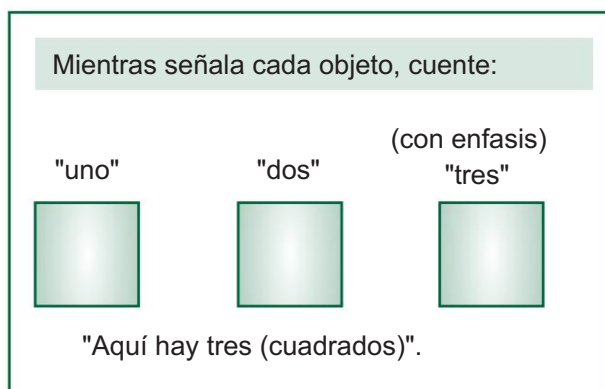 Mientras señala cada objeto, cuente:
(con enfasis)
"uno" "dos" "tres"
"Aquí hay tres (cuadrados)".